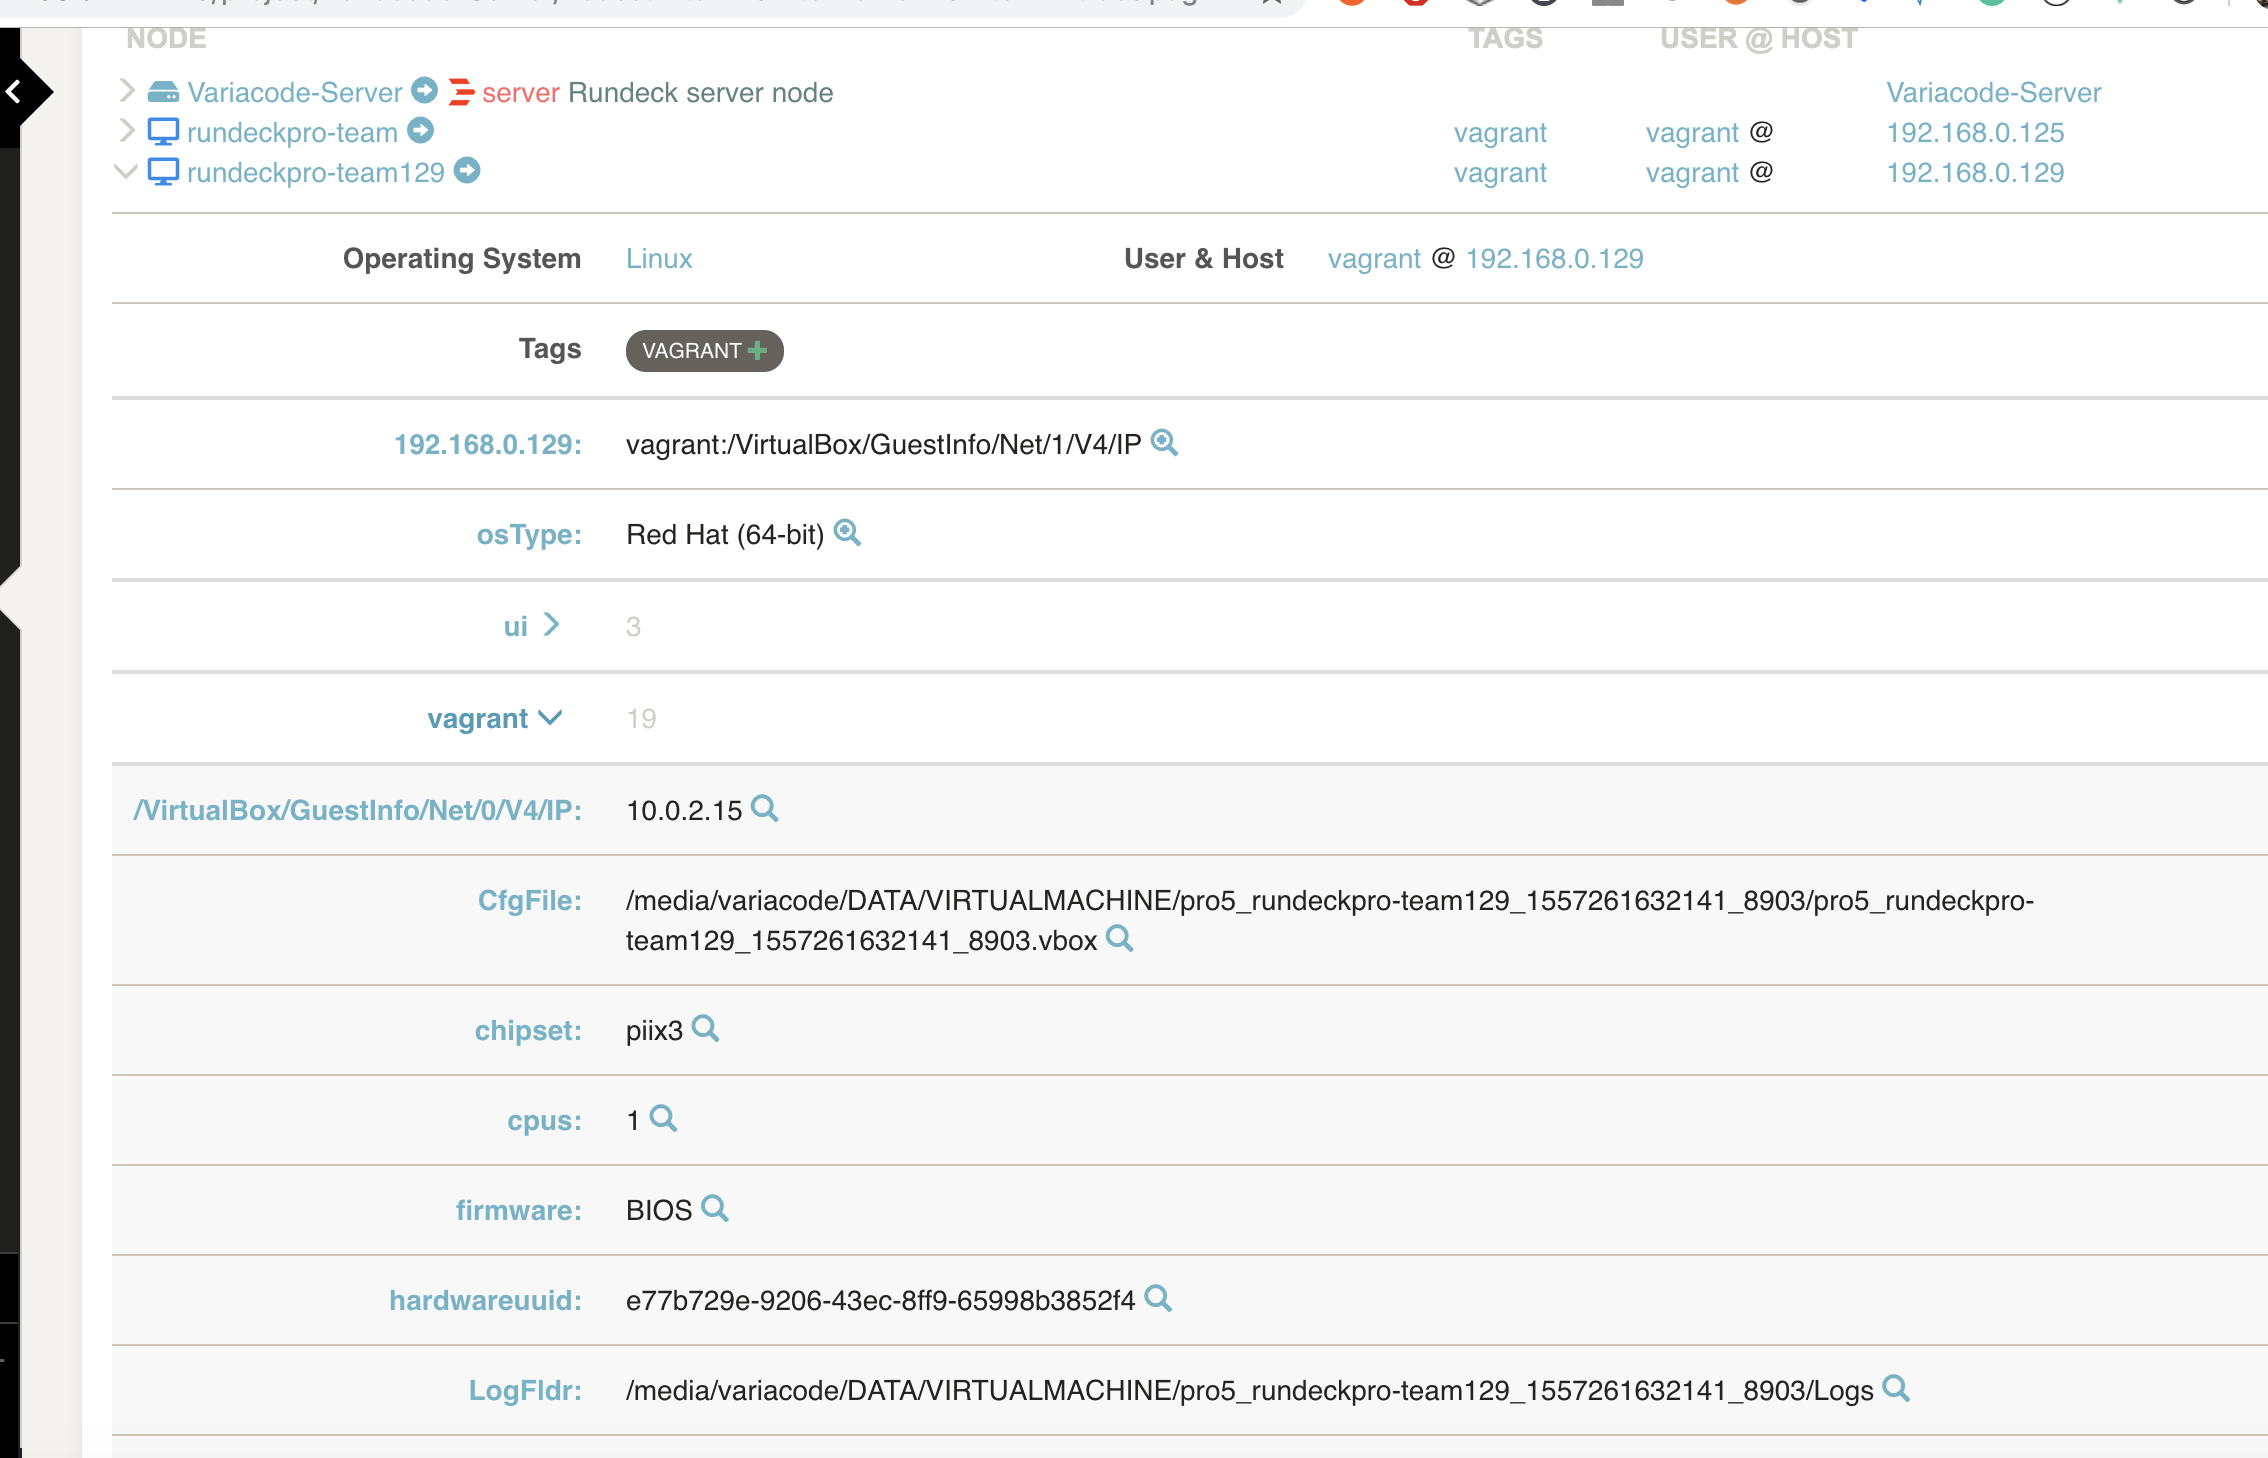 NODE TAGS USER @ HOST
Variacode-Server server Rundeck server node Variacode-Server
rundeckpro-team vagrant vagrant @ 192.168.0.125
rundeckpro-team129 vagrant vagrant @ 192.168.0.129
Operating System Linux User & Host vagrant @ 192.168.0.129
Tags VAGRANT
192.168.0.129: vagrant:/VirtualBox/GuestInfo/Net/1/V4/IP
osType: Red Hat (64-bit)
ui 3
vagrant 19
/VirtualBox/GuestInfo/Net/0/V4/IP: 10.0.2.15
CfgFile: /media/variacode/DATA/VIRTUALMACHINE/pro5_rundeckpro-team129_1557261632141_8903/pro5_rundeckpro-
team129_1557261632141_8903.vbox
chipset: piix3
cpus: 1
firmware: BIOS
hardwareuuid: e77b729e-9206-43ec-8ff9-65998b3852f4
LogFldr: /media/variacode/DATA/VIRTUALMACHINE/pro5_rundeckpro-team129_1557261632141_8903/Logs